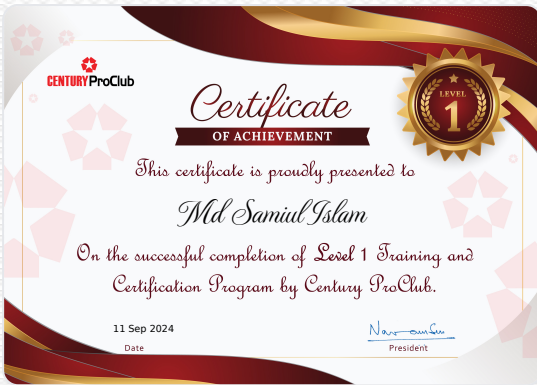 CENTURY ProClub
LEVEL
1
Certificate
OF ACHIEVEMENT
This certificate is proudly presented to
Md Samiul Islam
On the successful completion of Level 1 Training and
Certification Program by Century ProClub.
11 Sep 2024
Date
President